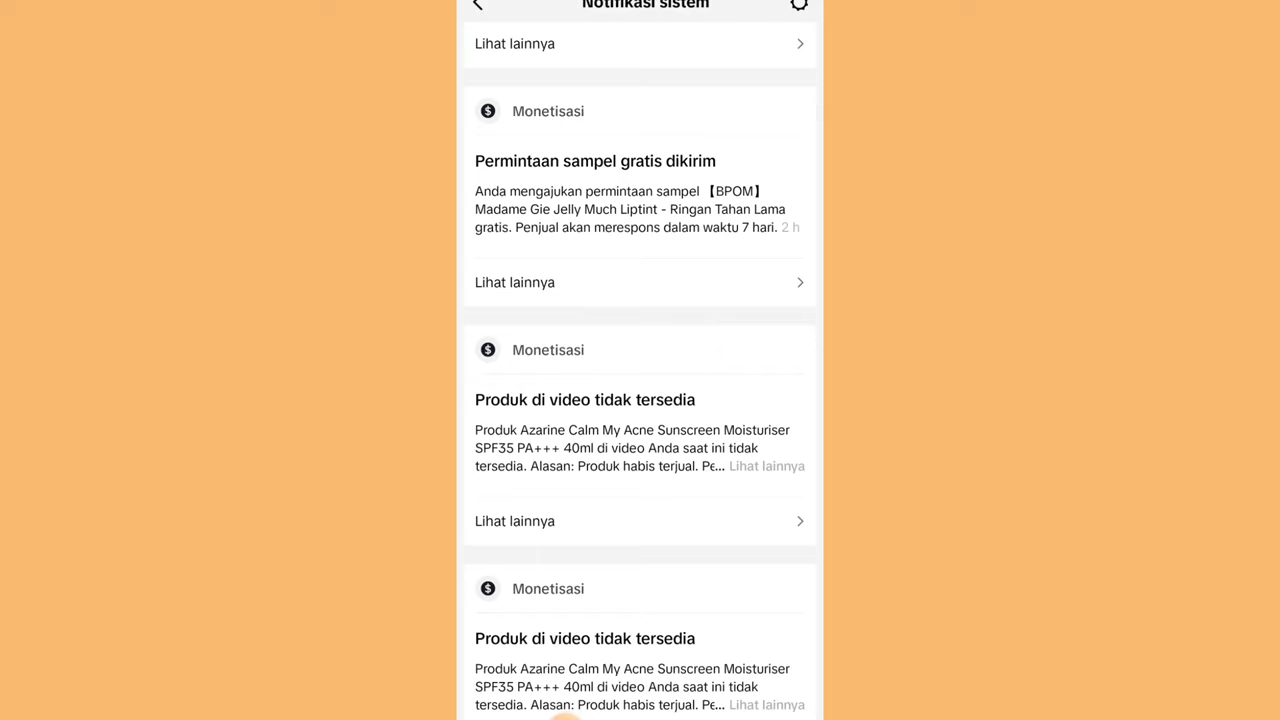 Notifikasi sistem
Lihat lainnya
Monetisasi
Permintaan sampel gratis dikirim
Anda mengajukan permintaan sampel 【BPOM】
Madame Gie Jelly Much Liptint - Ringan Tahan Lama
gratis. Penjual akan merespons dalam waktu 7 hari. 2 h
Lihat lainnya
Monetisasi
Produk di video tidak tersedia
Produk Azarine Calm My Acne Sunscreen Moisturiser
SPF35 PA+++ 40ml di video Anda saat ini tidak
tersedia. Alasan: Produk habis terjual. Pe... Lihat lainnya
Lihat lainnya
Monetisasi
Produk di video tidak tersedia
Produk Azarine Calm My Acne Sunscreen Moisturiser
SPF35 PA+++ 40ml di video Anda saat ini tidak
tersedia. Alasan: Produk habis terjual. Pe... Lihat lainnya